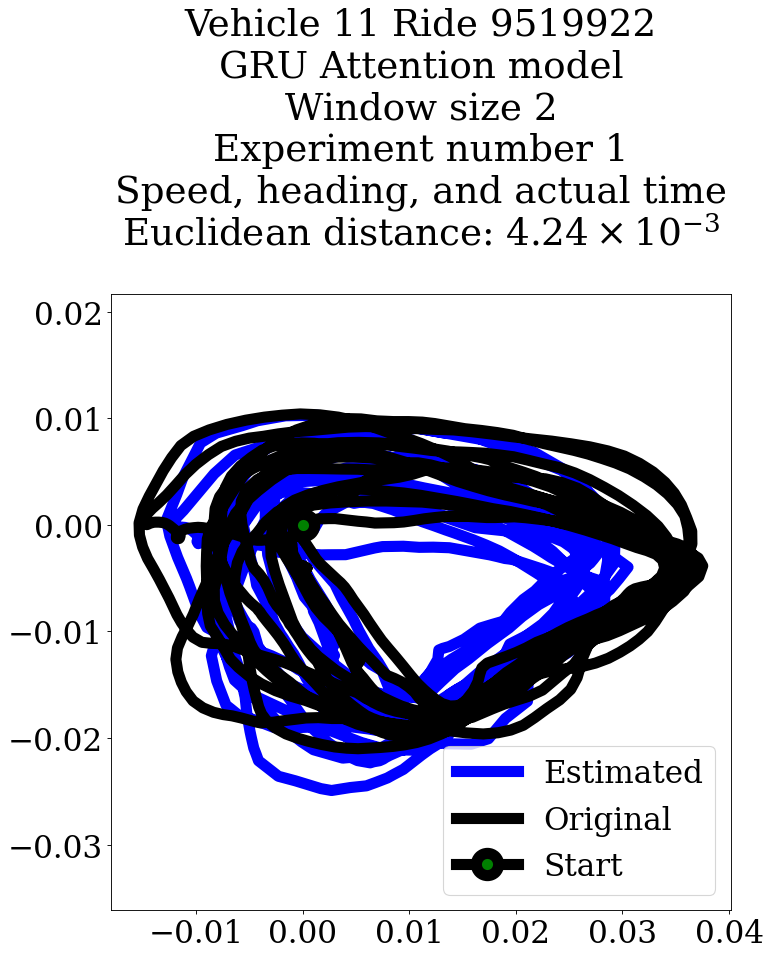 Vehicle 11 Ride 9519922
GRU Attention model
Window size 2
Experiment number 1
Speed, heading, and actual time
Euclidean distance: 4.24 × 10⁻³
0.02
0.01
0.00
−0.01
−0.02
−0.03
Estimated
Original
Start
−0.01 0.00 0.01 0.02 0.03 0.04